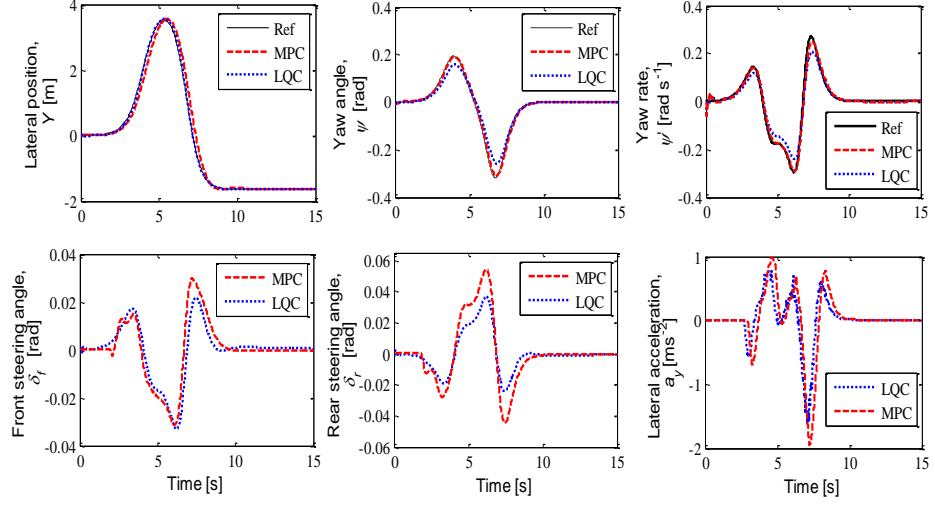 Lateral position,
Y
[m]
4
2
0
-2
0 5 10 15
Ref
MPC
LQC
Yaw angle,
ψ [rad]
0.4
0.2
0
-0.2
-0.4
0 5 10 15
Ref
MPC
LQC
Yaw rate,
ψ̇ [rad s⁻¹]
0.4
0.2
0
-0.2
-0.4
0 5 10 15
Ref
MPC
LQC
Front steering angle,
δf [rad]
0.04
0.02
0
-0.02
-0.04
0 5 10 15
Time [s]
MPC
LQC
Rear steering angle,
δr [rad]
0.06
0.04
0.02
0
-0.02
-0.04
-0.06
0 5 10 15
Time [s]
MPC
LQC
Lateral acceleration,
ay [ms⁻²]
1
0
-1
-2
0 5 10 15
Time [s]
LQC
MPC